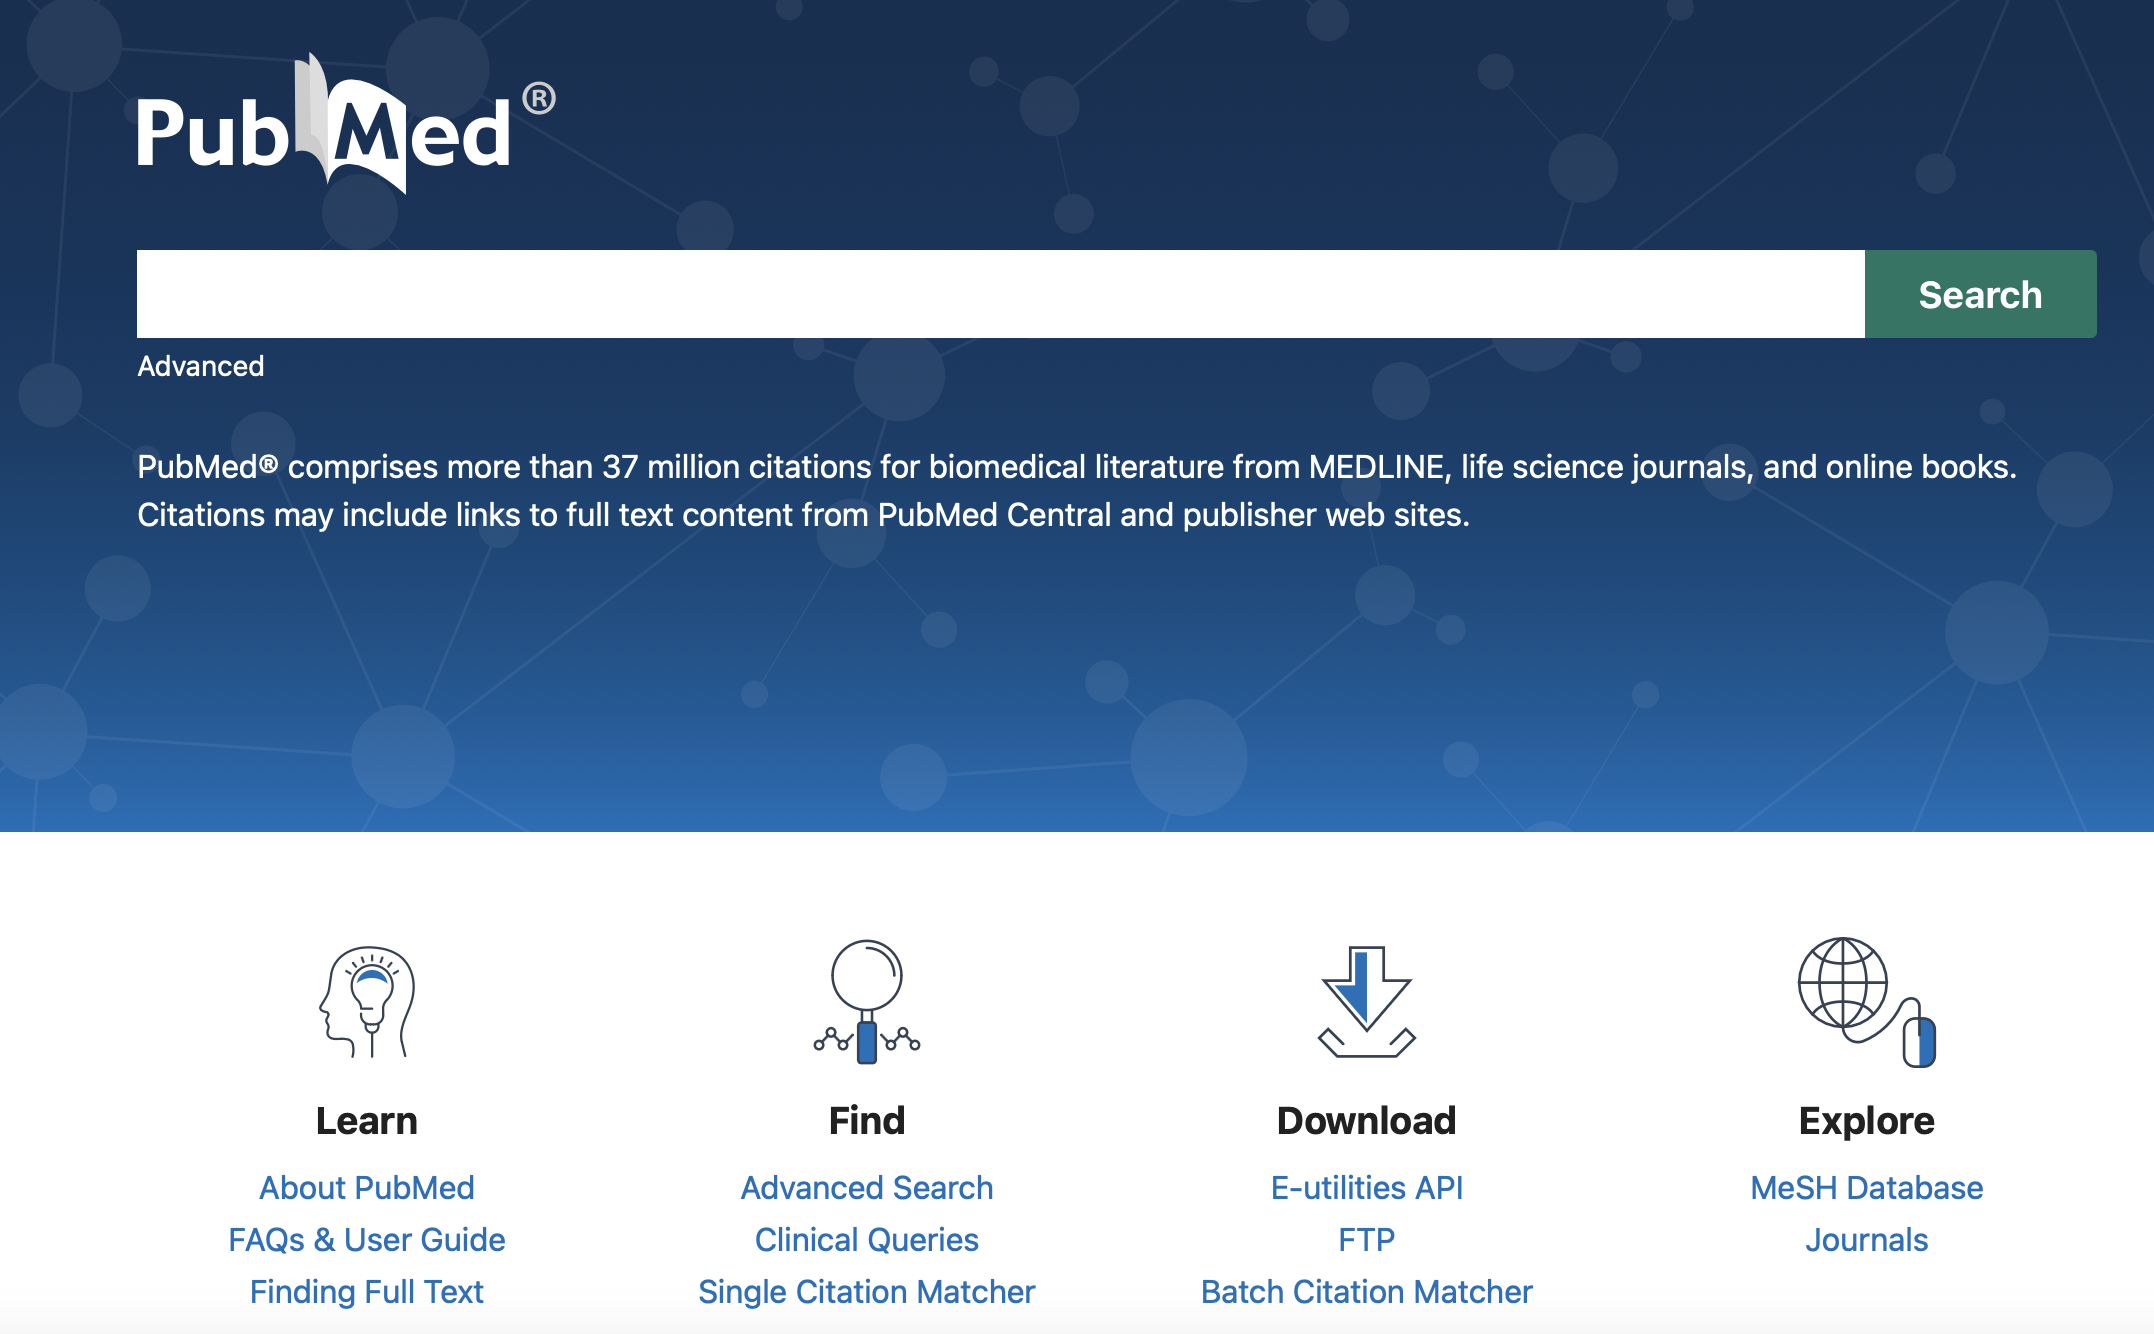 PubMed®
Search
Advanced
PubMed® comprises more than 37 million citations for biomedical literature from MEDLINE, life science journals, and online books.
Citations may include links to full text content from PubMed Central and publisher web sites.
Learn
About PubMed
FAQs & User Guide
Finding Full Text
Find
Advanced Search
Clinical Queries
Single Citation Matcher
Download
E-utilities API
FTP
Batch Citation Matcher
Explore
MeSH Database
Journals